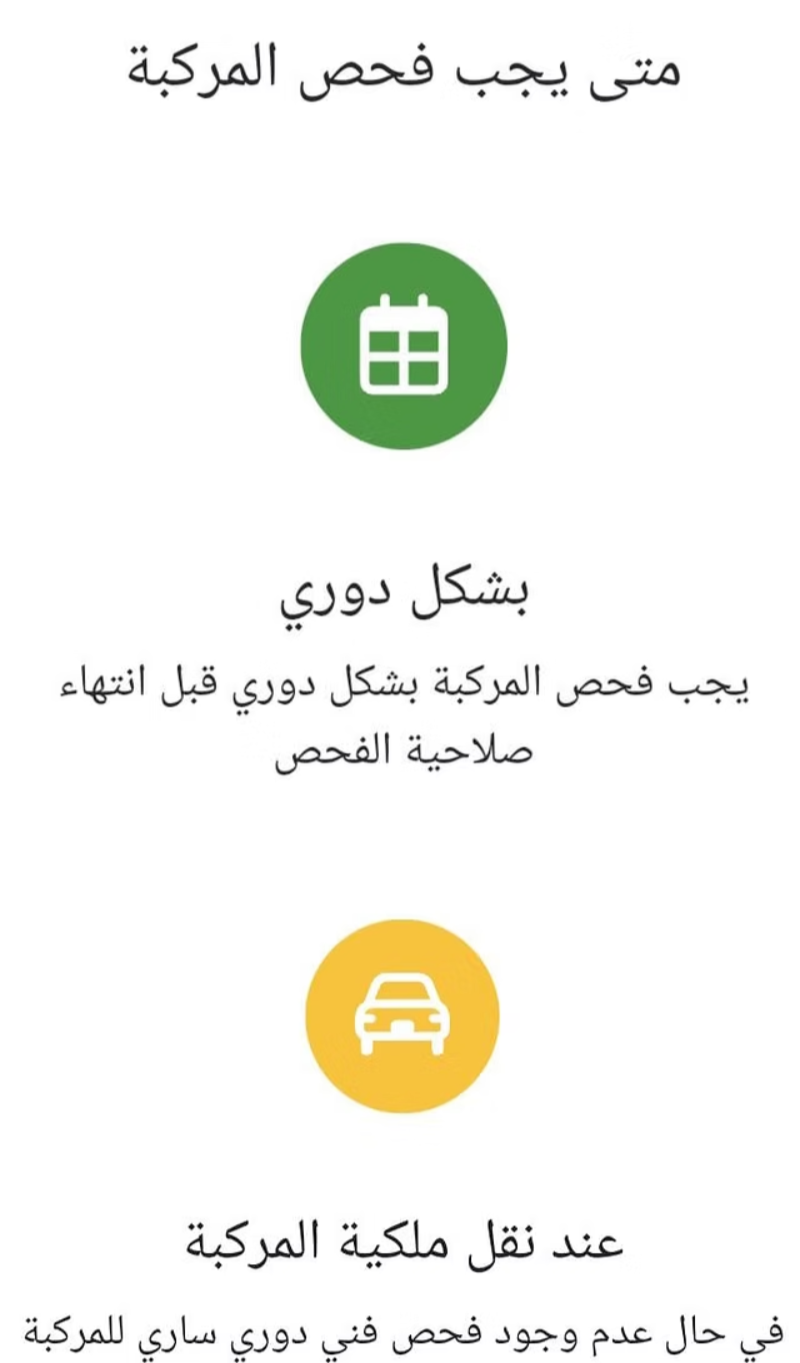 متى يجب فحص المركبة
بشكل دوري
يجب فحص المركبة بشكل دوري قبل انتهاء
صلاحية الفحص
عند نقل ملكية المركبة
في حال عدم وجود فحص فني دوري ساري للمركبة